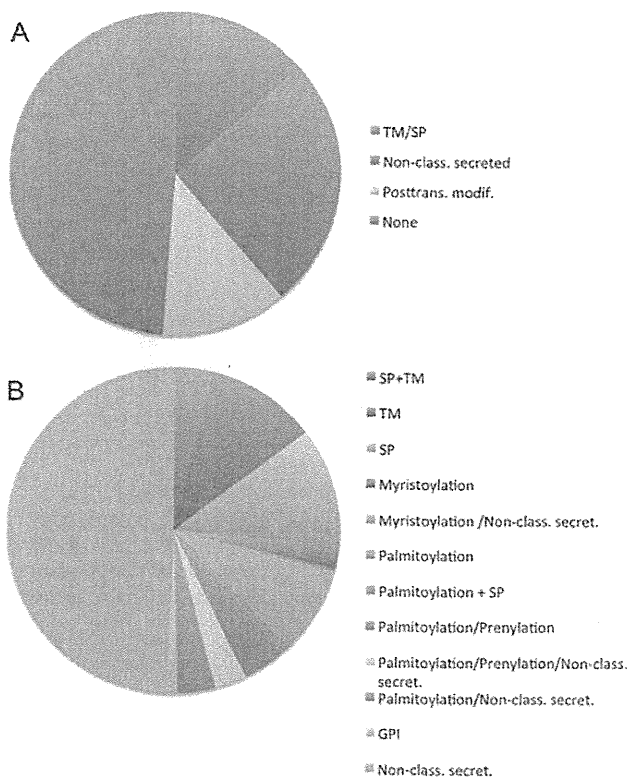 A
TM/SP
Non-class. secreted
Posttrans. modif.
None
B
SP+TM
TM
SP
Myristoylation
Myristoylation /Non-class. secret.
Palmitoylation
Palmitoylation + SP
Palmitoylation/Prenylation
Palmitoylation/Prenylation/Non-class.
secret.
Palmitoylation/Non-class. secret.
GPI
Non-class. secret.